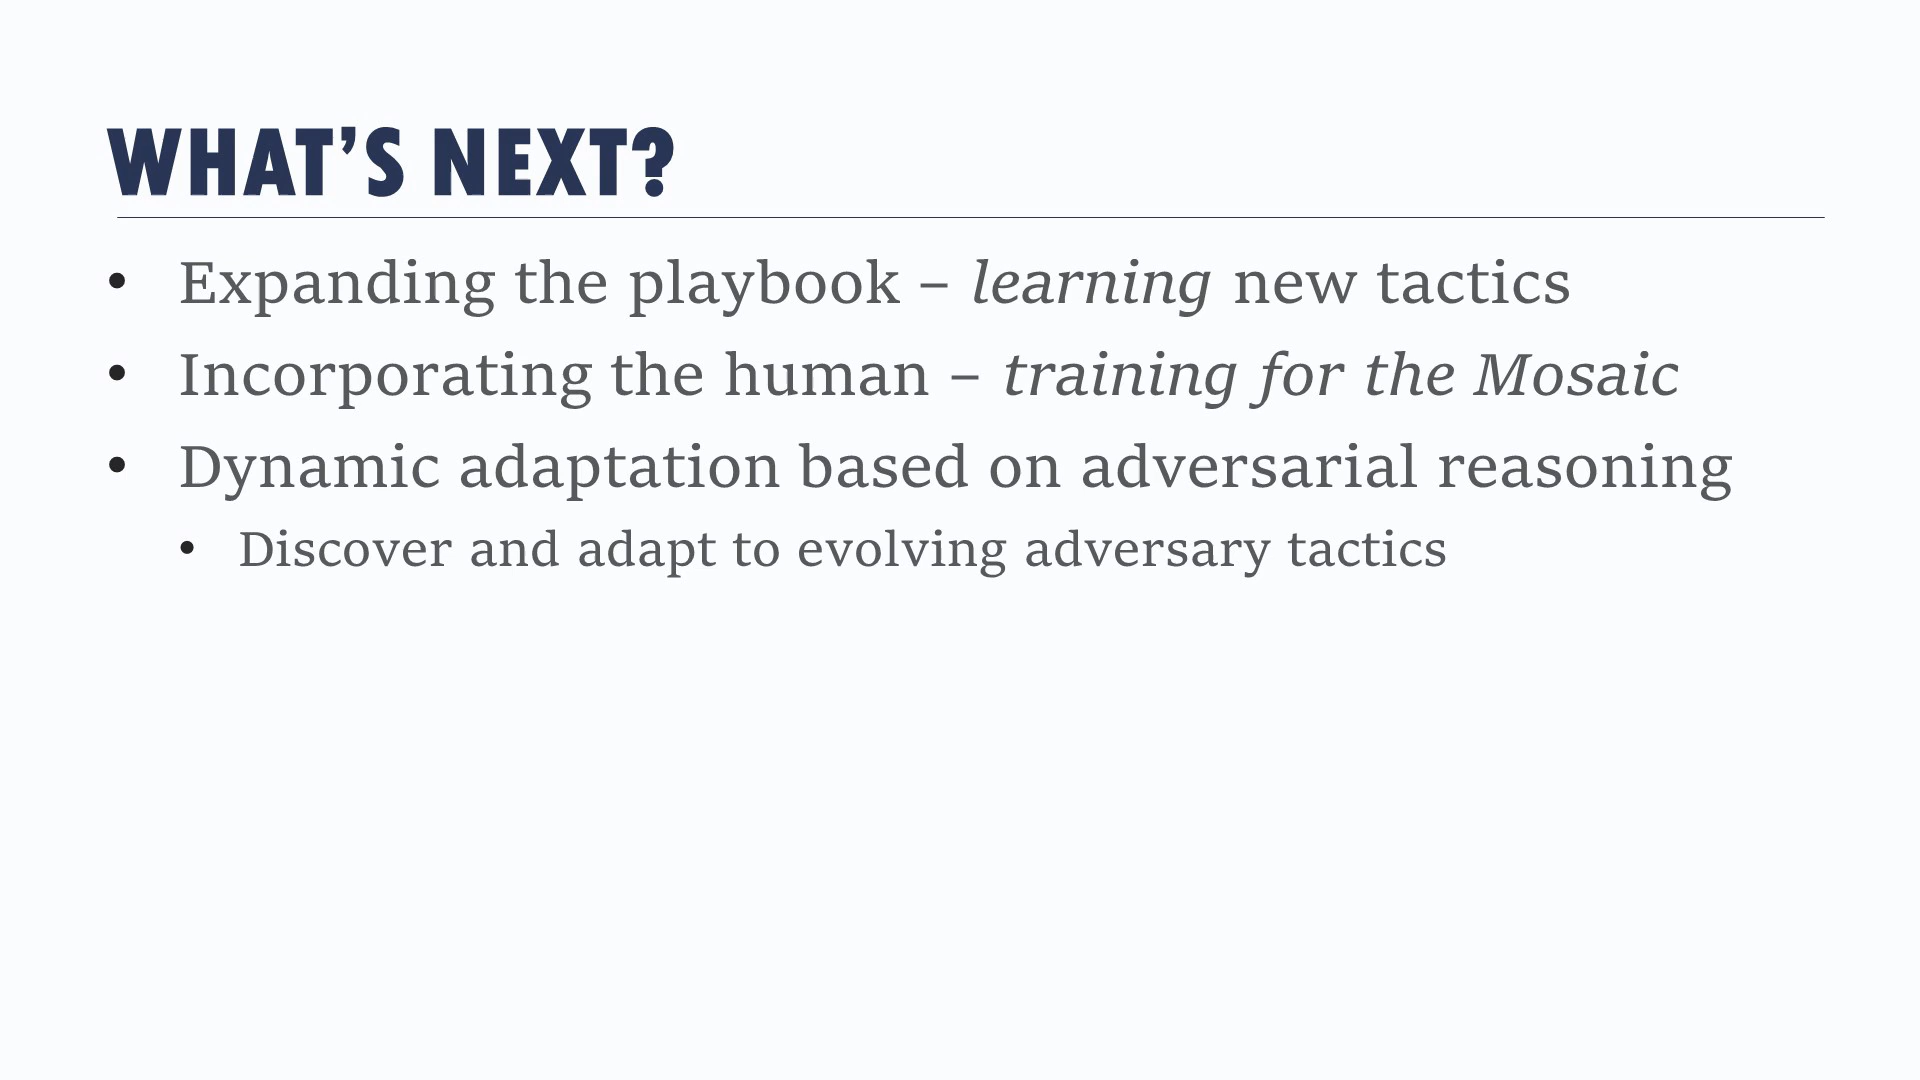 WHAT’S NEXT?
• Expanding the playbook – learning new tactics
• Incorporating the human – training for the Mosaic
• Dynamic adaptation based on adversarial reasoning
• Discover and adapt to evolving adversary tactics